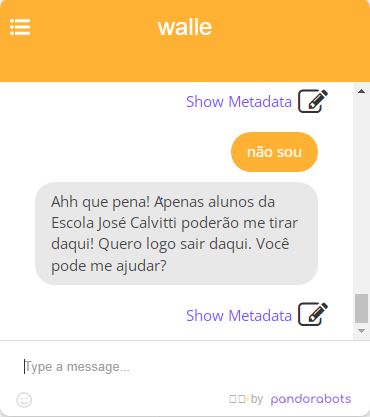 walle
Show Metadata
não sou
Ahh que pena! Apenas alunos da
Escola José Calvitti poderão me tirar
daqui! Quero logo sair daqui. Você
pode me ajudar?
Show Metadata
Type a message...
by pandorabots